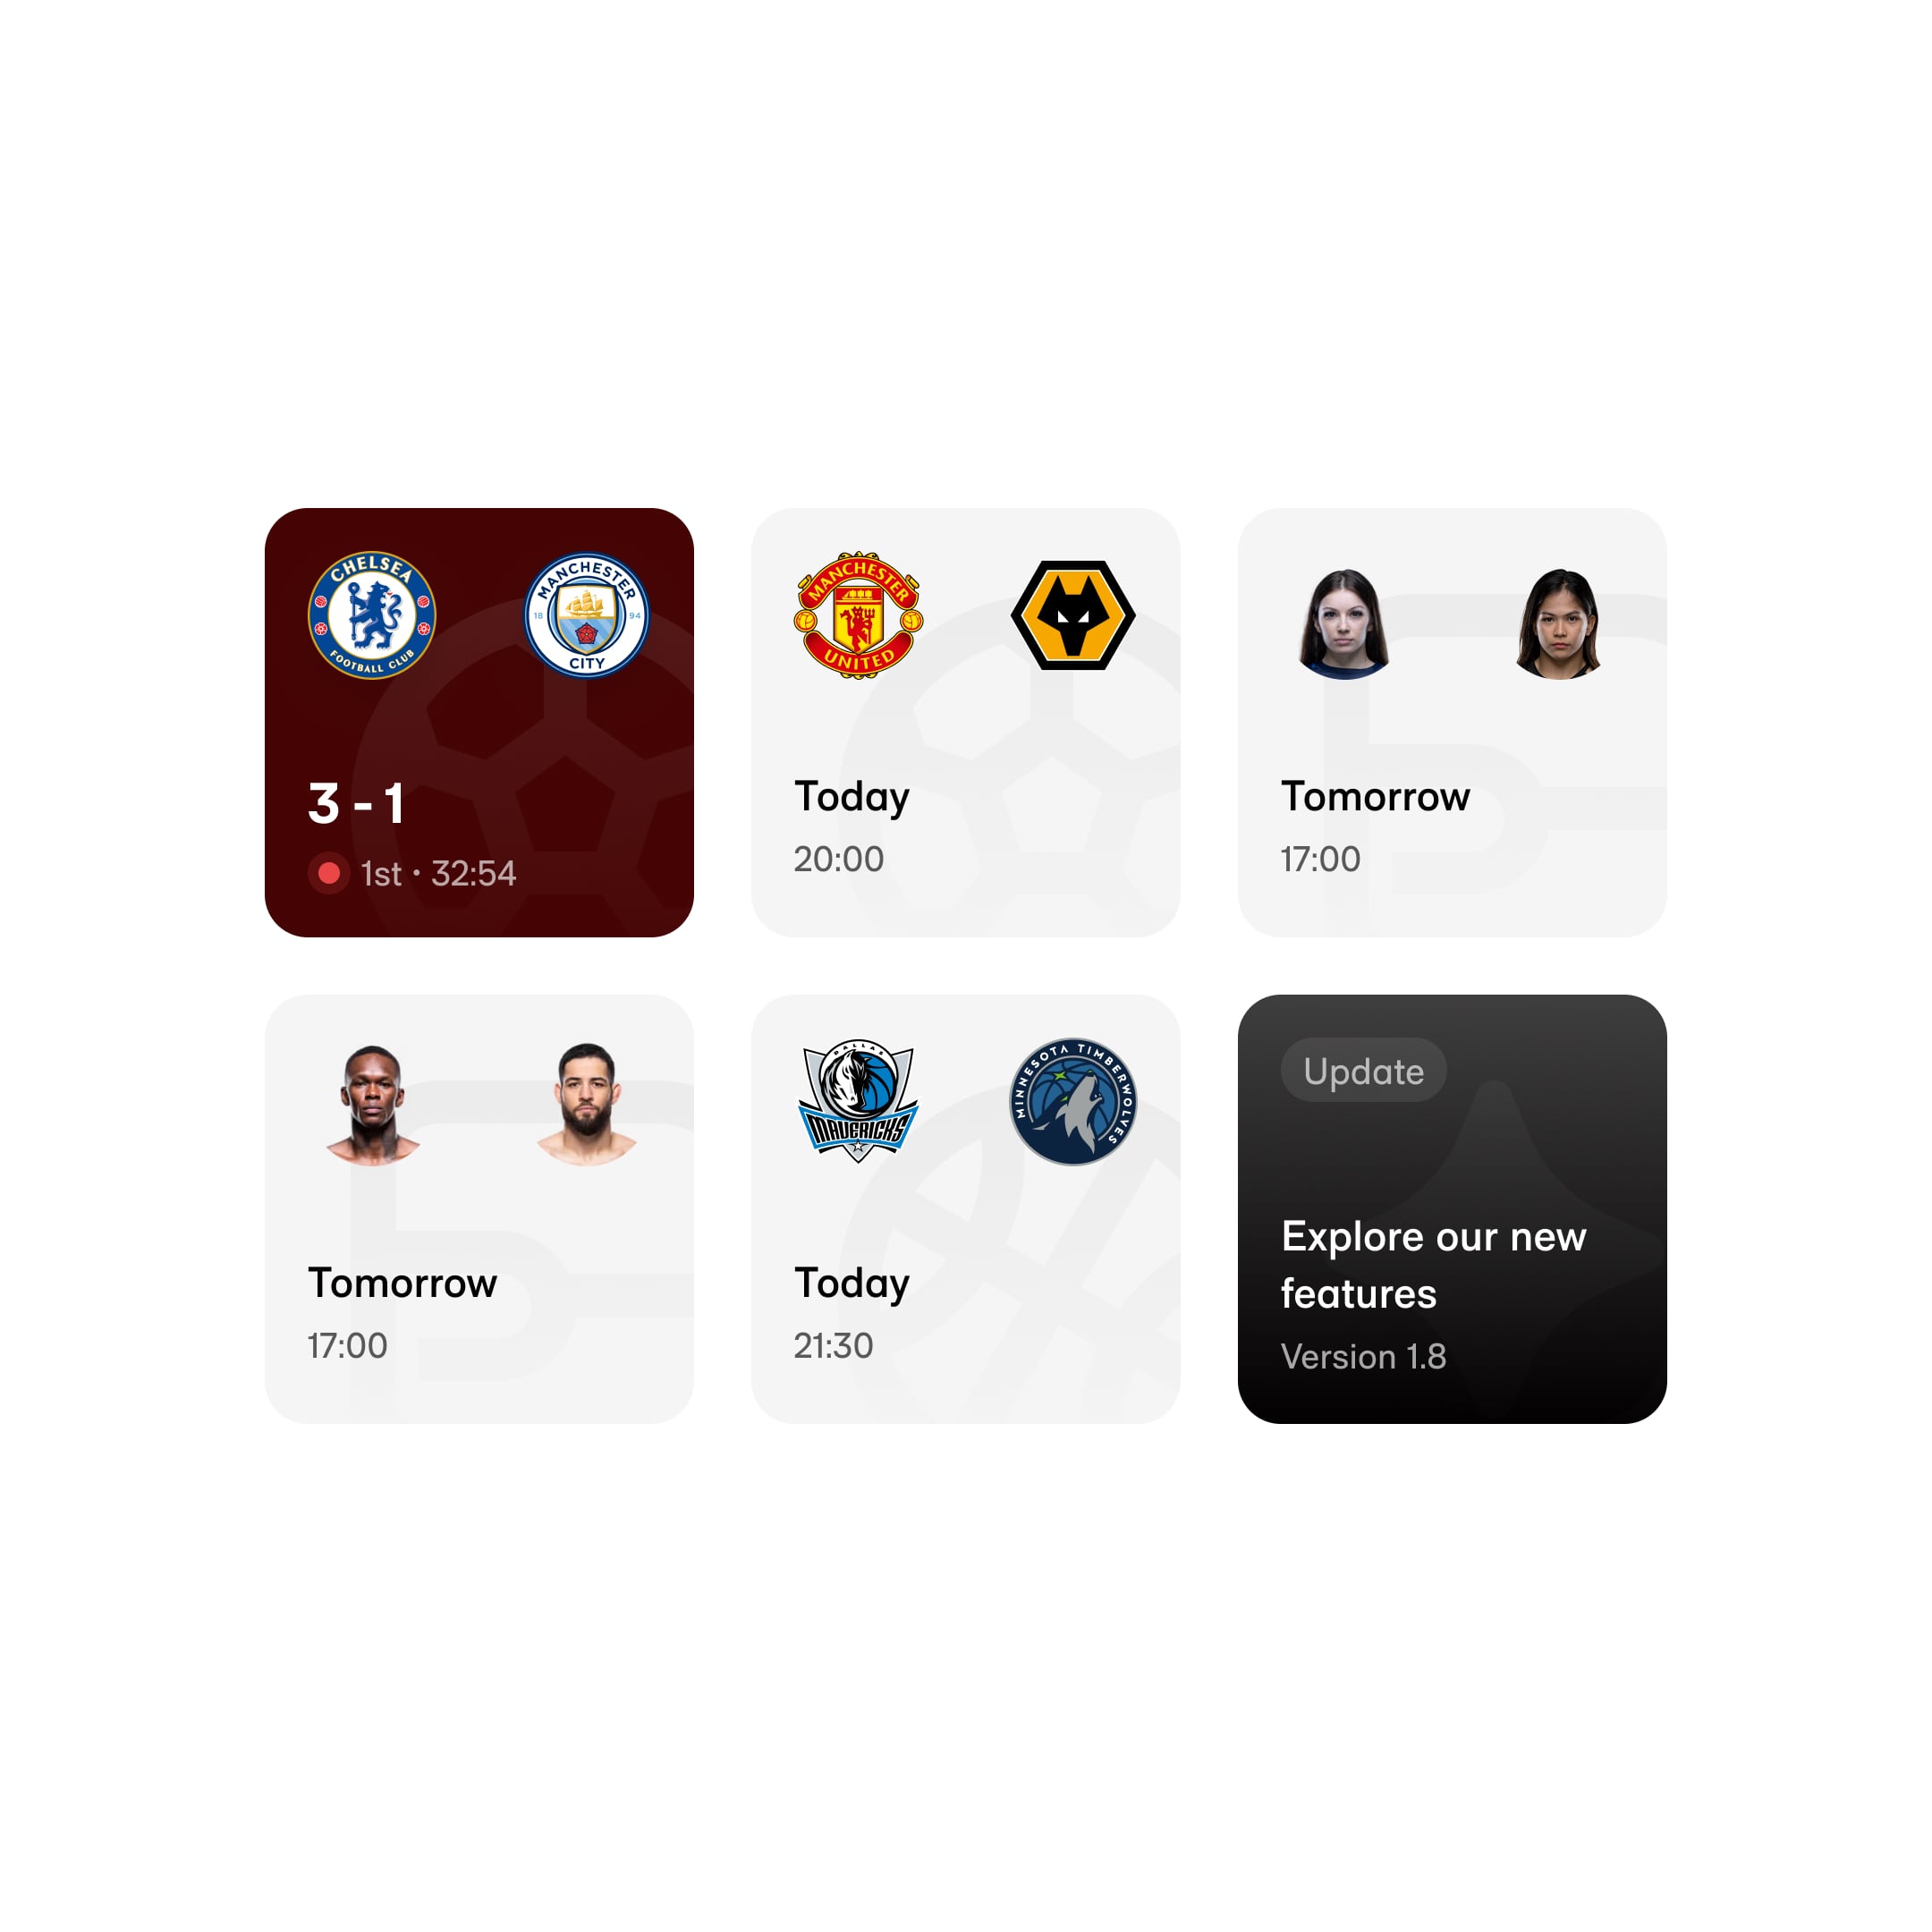 CHELSEA
FOOTBALL CLUB
MANCHESTER
18 94
CITY
3 - 1
1st • 32:54
MANCHESTER
UNITED
Today
20:00
Tomorrow
17:00
Tomorrow
17:00
DALLAS
MAVERICKS
MINNESOTA TIMBERWOLVES
Today
21:30
Update
Explore our new
features
Version 1.8